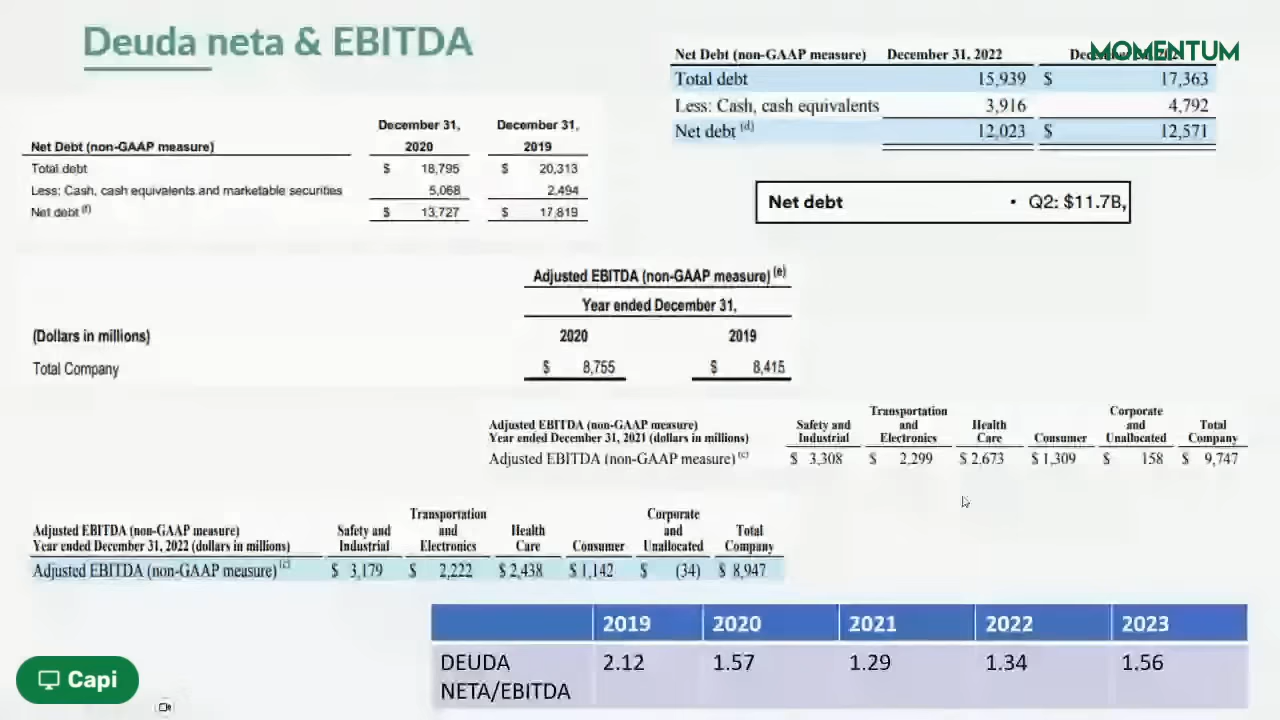 Deuda neta & EBITDA
MOMENTUM
Net Debt (non-GAAP measure) December 31, 2022
Total debt 15,939 $ 17,363
Less: Cash, cash equivalents 3,916 4,792
Net debt (d) 12,023 $ 12,571
December 31, December 31,
Net Debt (non-GAAP measure) 2020 2019
Total debt $ 18,795 $ 20,313
Less: Cash, cash equivalents and marketable securities 5,068 2,494
Net debt (f) $ 13,727 $ 17,819
Net debt • Q2: $11.7B,
Adjusted EBITDA (non-GAAP measure) (e)
Year ended December 31,
(Dollars in millions) 2020 2019
Total Company $ 8,755 $ 8,415
Transportation Corporate
Adjusted EBITDA (non-GAAP measure) Safety and and Health and Total
Year ended December 31, 2021 (dollars in millions) Industrial Electronics Care Consumer Unallocated Company
Adjusted EBITDA (non-GAAP measure) (c) $ 3,308 $ 2,299 $ 2,673 $ 1,309 $ 158 $ 9,747
Transportation Corporate
Adjusted EBITDA (non-GAAP measure) Safety and and Health and Total
Year ended December 31, 2022 (dollars in millions) Industrial Electronics Care Consumer Unallocated Company
Adjusted EBITDA (non-GAAP measure) (c) $ 3,179 $ 2,222 $ 2,438 $ 1,142 $ (34) $ 8,947
2019 2020 2021 2022 2023
DEUDA 2.12 1.57 1.29 1.34 1.56
NETA/EBITDA
Capi